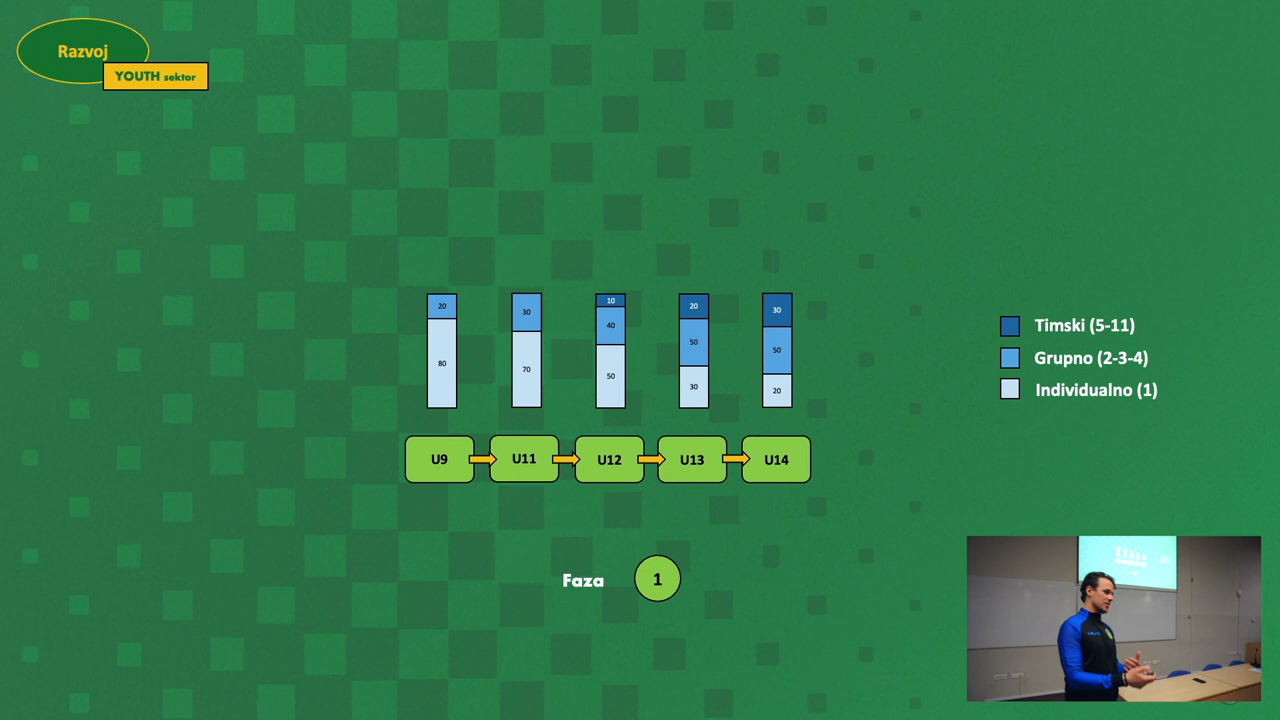 Razvoj
YOUTH sektor
20
30
10
20
30
80
70
40
50
50
50
30
20
Timski (5-11)
Grupno (2-3-4)
Individualno (1)
U9
U11
U12
U13
U14
Faza
1